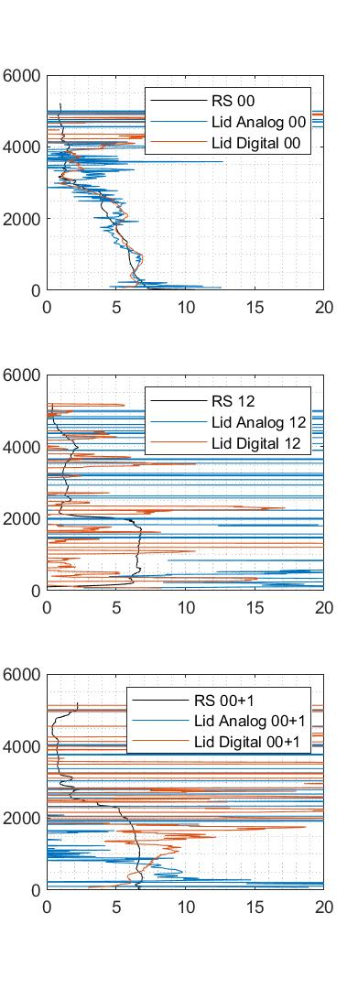 6000
RS 00
Lid Analog 00
Lid Digital 00
4000
2000
0
0 5 10 15 20
6000
RS 12
Lid Analog 12
Lid Digital 12
4000
2000
0
0 5 10 15 20
6000
RS 00+1
Lid Analog 00+1
Lid Digital 00+1
4000
2000
0
0 5 10 15 20